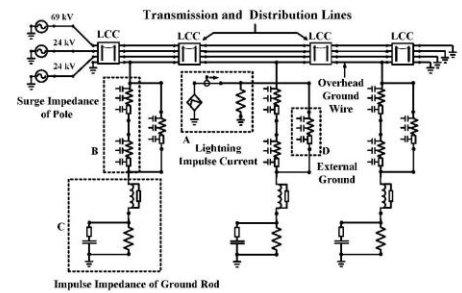 Transmission and Distribution Lines
69 kV
LCC
LCC
LCC
LCC
24 kV
24 kV
Surge Impedance
of Pole
A
Lightning
Impulse Current
Overhead
Ground
Wire
B
D
External
Ground
C
Impulse Impedance of Ground Rod